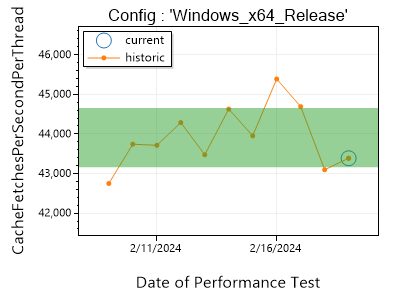 Config : 'Windows_x64_Release'
current
historic
CacheFetchesPerSecondPerThread
46,000
45,000
44,000
43,000
42,000
2/11/2024
2/16/2024
Date of Performance Test